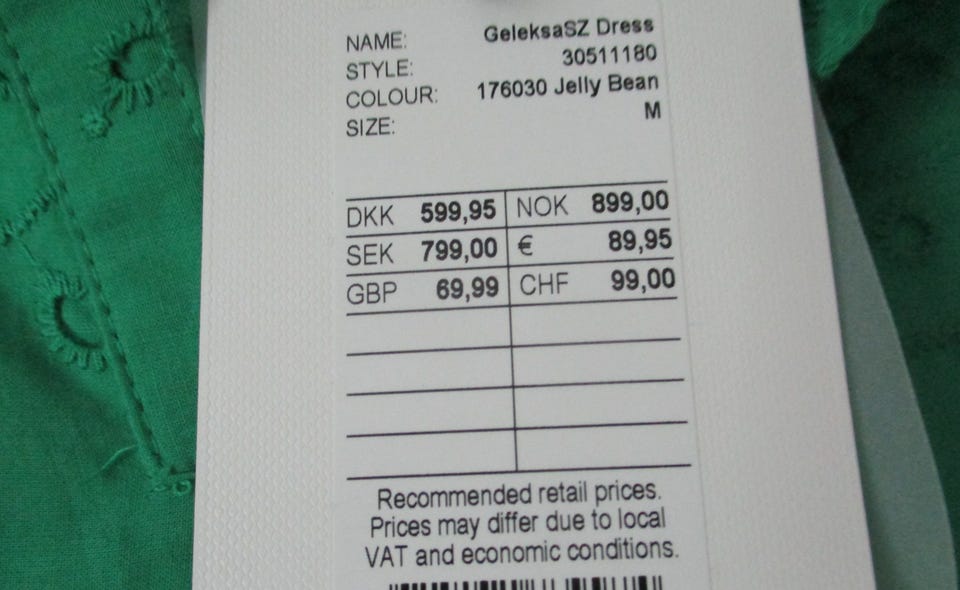 NAME: GeleksaSZ Dress
STYLE: 30511180
COLOUR: 176030 Jelly Bean
SIZE: M
DKK 599,95 NOK 899,00
SEK 799,00 € 89,95
GBP 69,99 CHF 99,00
Recommended retail prices.
Prices may differ due to local
VAT and economic conditions.